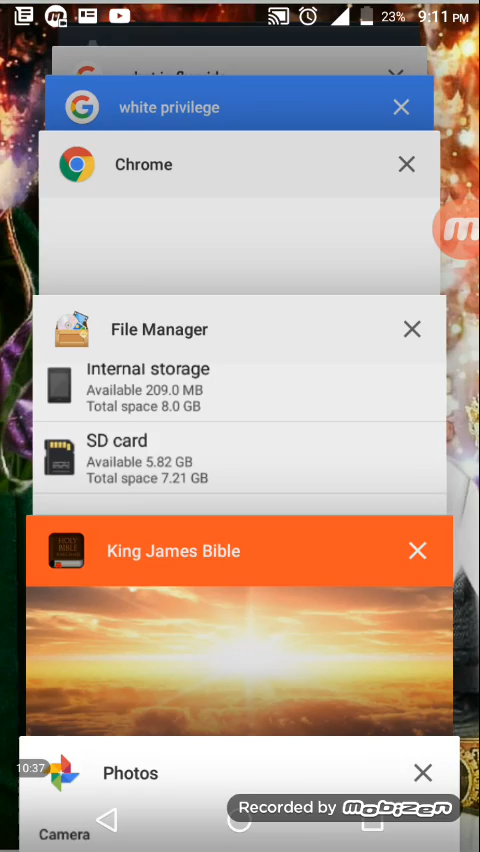 23% 9:11 PM
white privilege
Chrome
File Manager
Internal storage
Available 209.0 MB
Total space 8.0 GB
SD card
Available 5.82 GB
Total space 7.21 GB
HOLY BIBLE
King James Bible
10:37
Photos
Recorded by mobizen
Camera